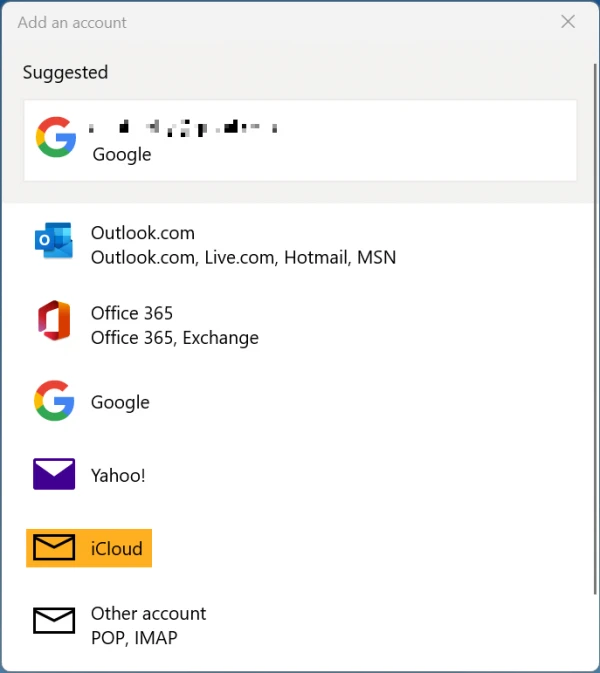 Add an account
Suggested
Google
Outlook.com
Outlook.com, Live.com, Hotmail, MSN
Office 365
Office 365, Exchange
Google
Yahoo!
iCloud
Other account
POP, IMAP